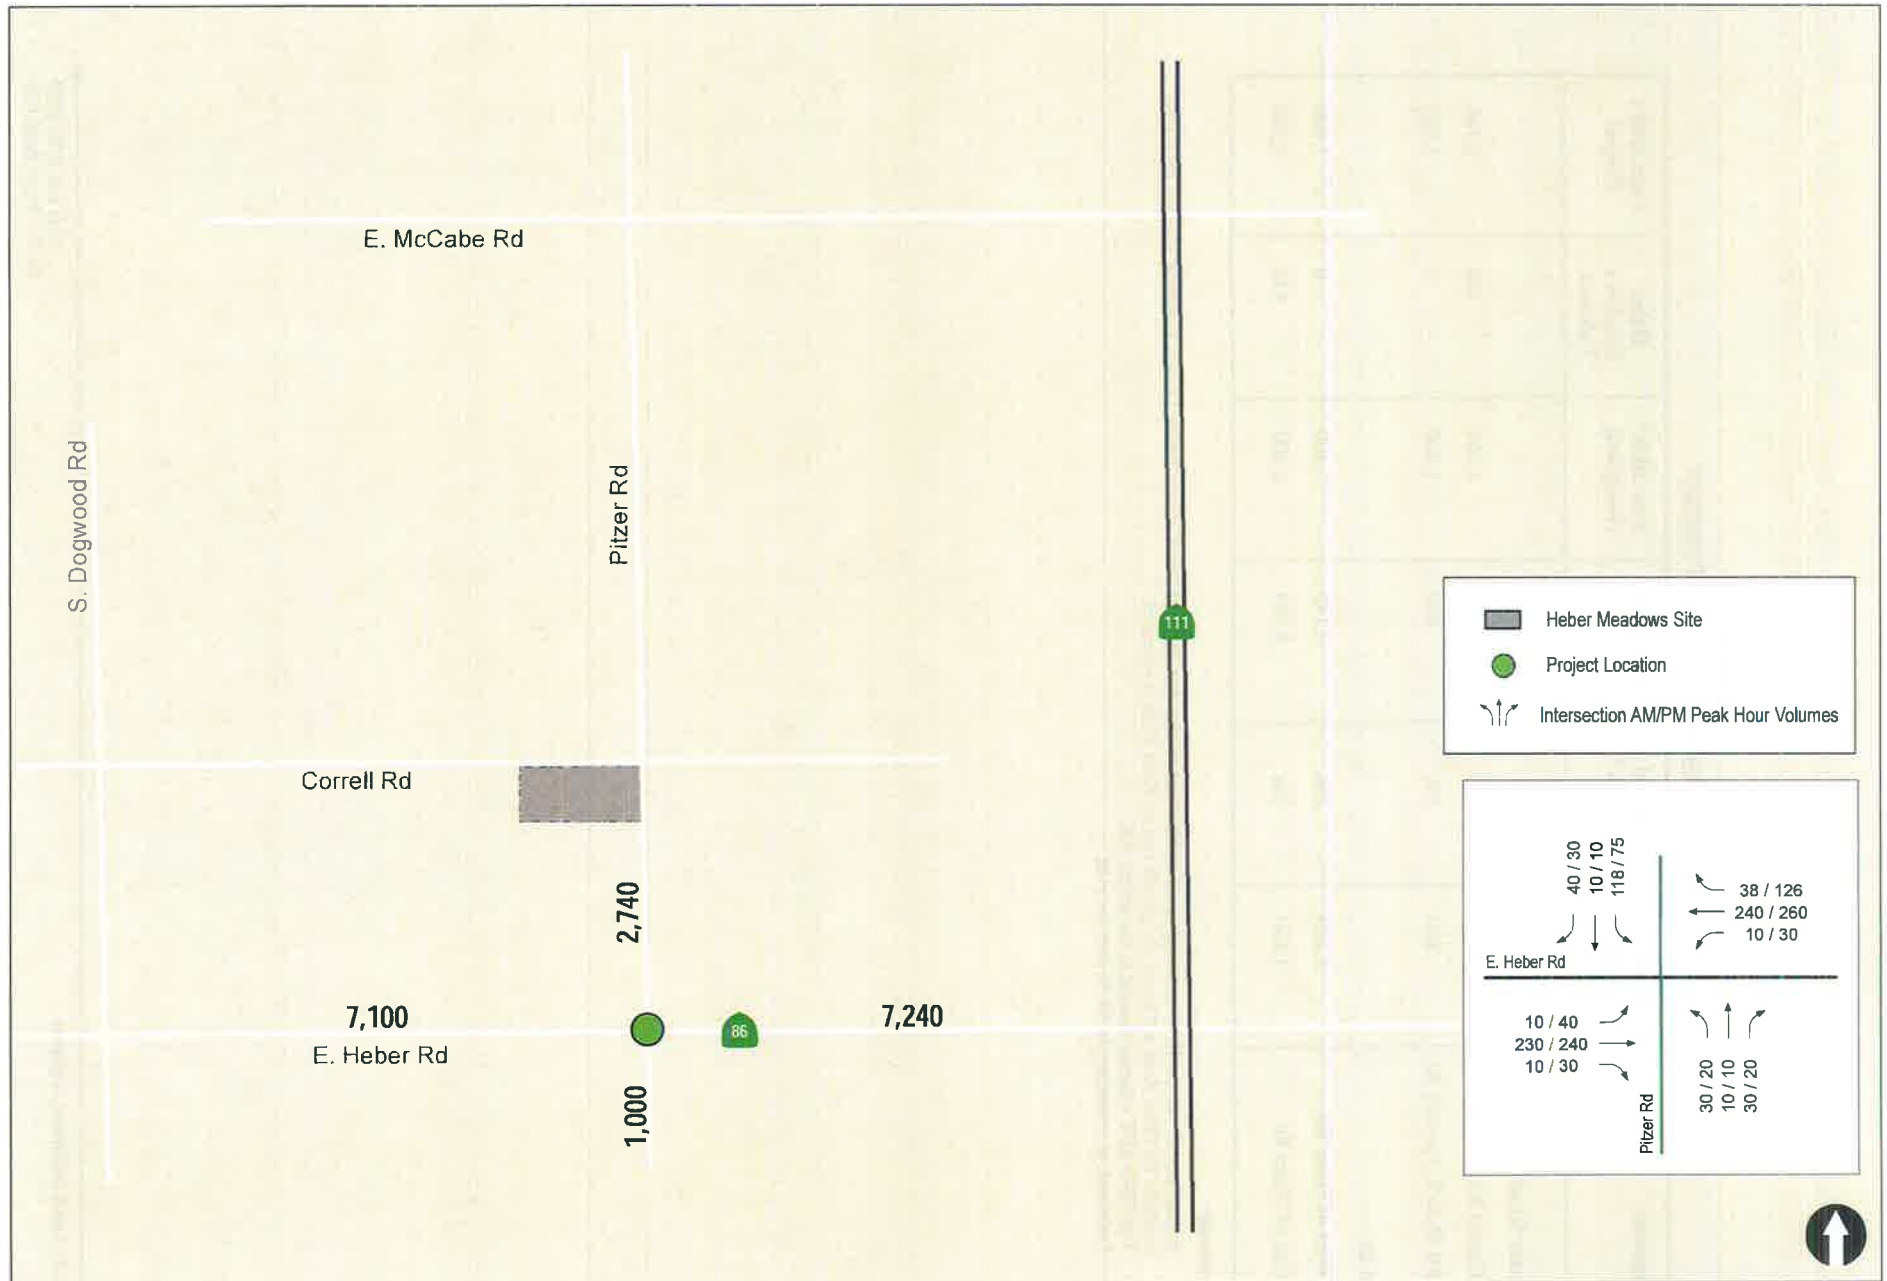 E. McCabe Rd
S. Dogwood Rd
Pitzer Rd
111
Heber Meadows Site
Project Location
Intersection AM/PM Peak Hour Volumes
Correll Rd
2,740
7,100
E. Heber Rd
86
7,240
1,000
40 / 30
10 / 10
118 / 75
38 / 126
240 / 260
10 / 30
E. Heber Rd
10 / 40
230 / 240
10 / 30
30 / 20
10 / 10
30 / 20
Pitzer Rd